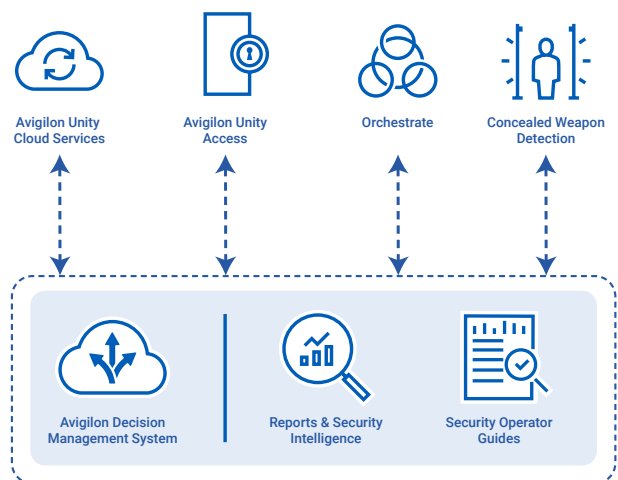 Avigilon Unity
Cloud Services
Avigilon Unity
Access
Orchestrate
Concealed Weapon
Detection
Avigilon Decision
Management System
Reports & Security
Intelligence
Security Operator
Guides